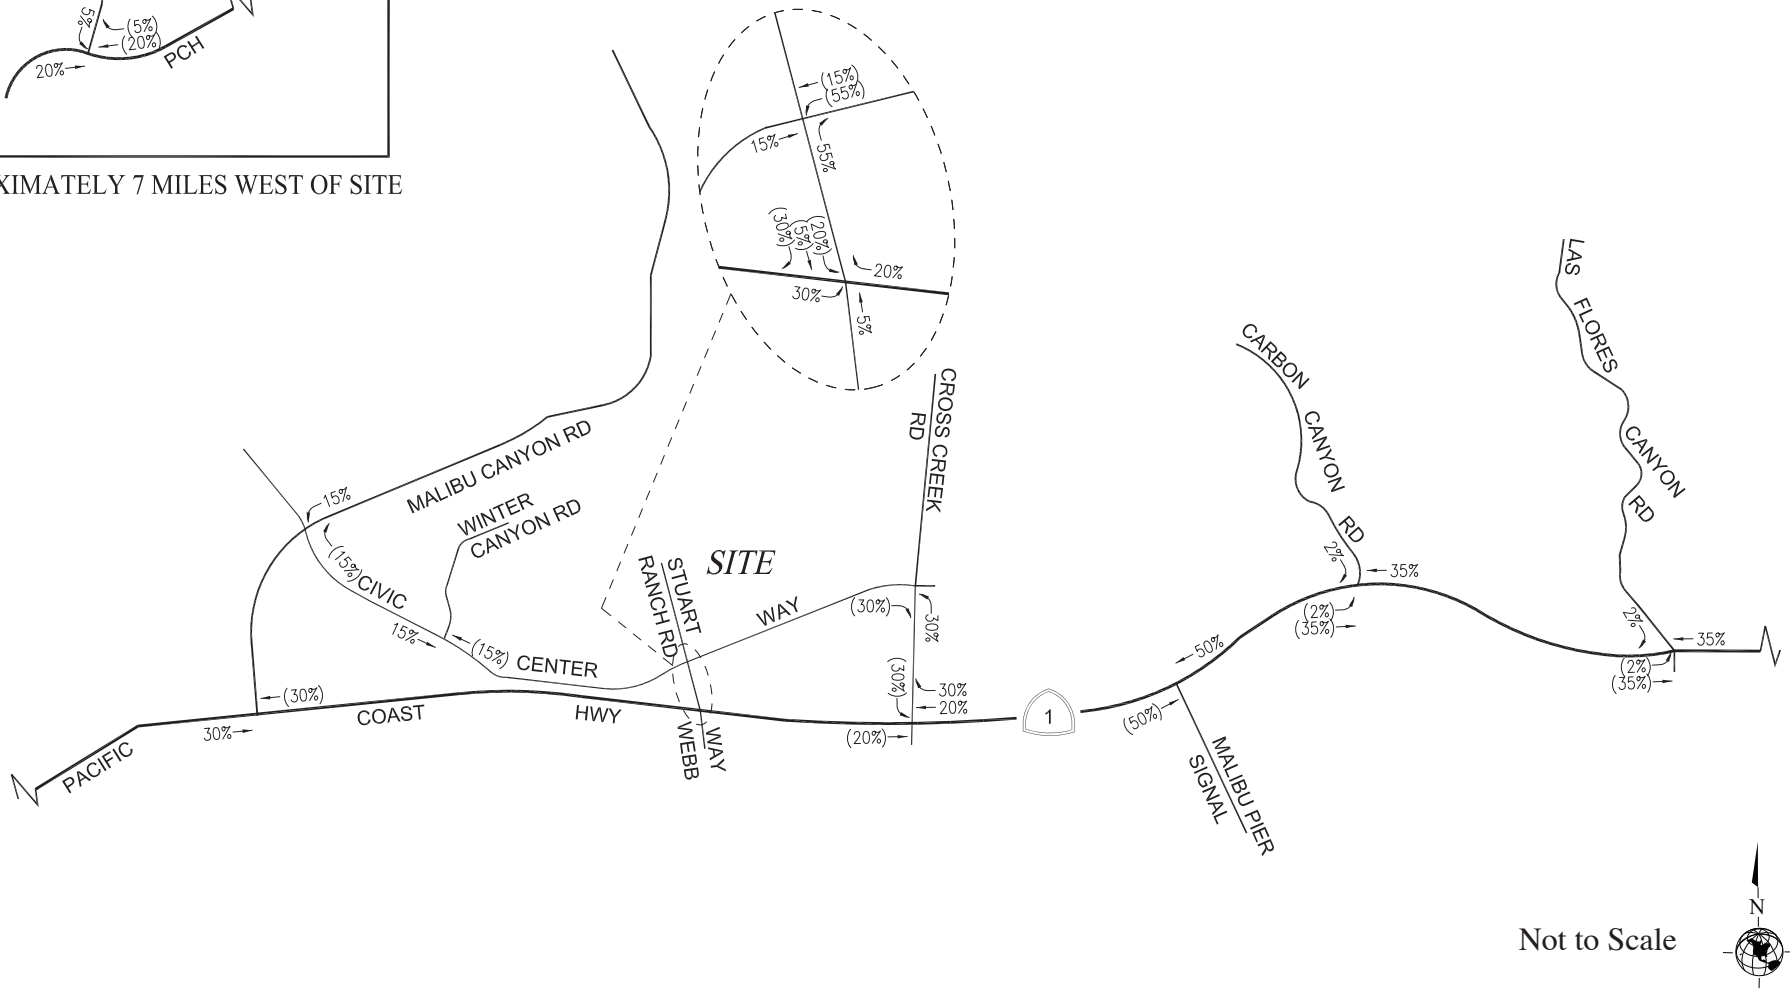 5%
(5%)
(20%)
20%
PCH
XIMATELY 7 MILES WEST OF SITE
(15%)
(55%)
15%
55%
(30%)
5%
(20%)
20%
30%
5%
LAS FLORES CANYON RD
CARBON CANYON RD
CROSS CREEK
RD
MALIBU CANYON RD
15%
WINTER
CANYON RD
(15%)
CIVIC
15%
(15%)
CENTER
WAY
SITE
STUART
RANCH RD
(30%)
30%
(30%)
30%
20%
(20%)
2%
35%
(2%)
(35%)
2%
35%
(2%)
(35%)
50%
(50%)
(30%)
30%
COAST
HWY
PACIFIC
WEBB
WAY
1
MALIBU PIER
SIGNAL
N
Not to Scale